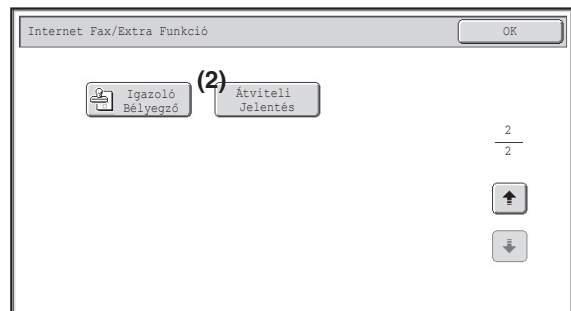 Internet Fax/Extra Funkció
OK
Igazoló
Bélyegző
(2)
Átviteli
Jelentés
2
2